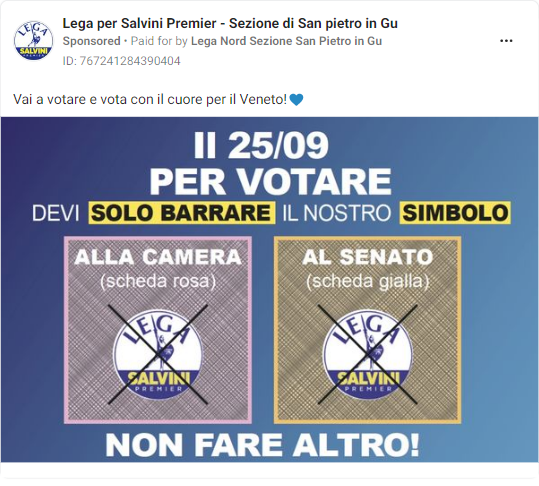 Lega per Salvini Premier - Sezione di San pietro in Gu
Sponsored • Paid for by Lega Nord Sezione San Pietro in Gu
ID: 767241284390404
Vai a votare e vota con il cuore per il Veneto!💙
Il 25/09
PER VOTARE
DEVI SOLO BARRARE IL NOSTRO SIMBOLO
ALLA CAMERA
(scheda rosa)
LEGA
SALVINI
PREMIER
AL SENATO
(scheda gialla)
LEGA
SALVINI
PREMIER
NON FARE ALTRO!